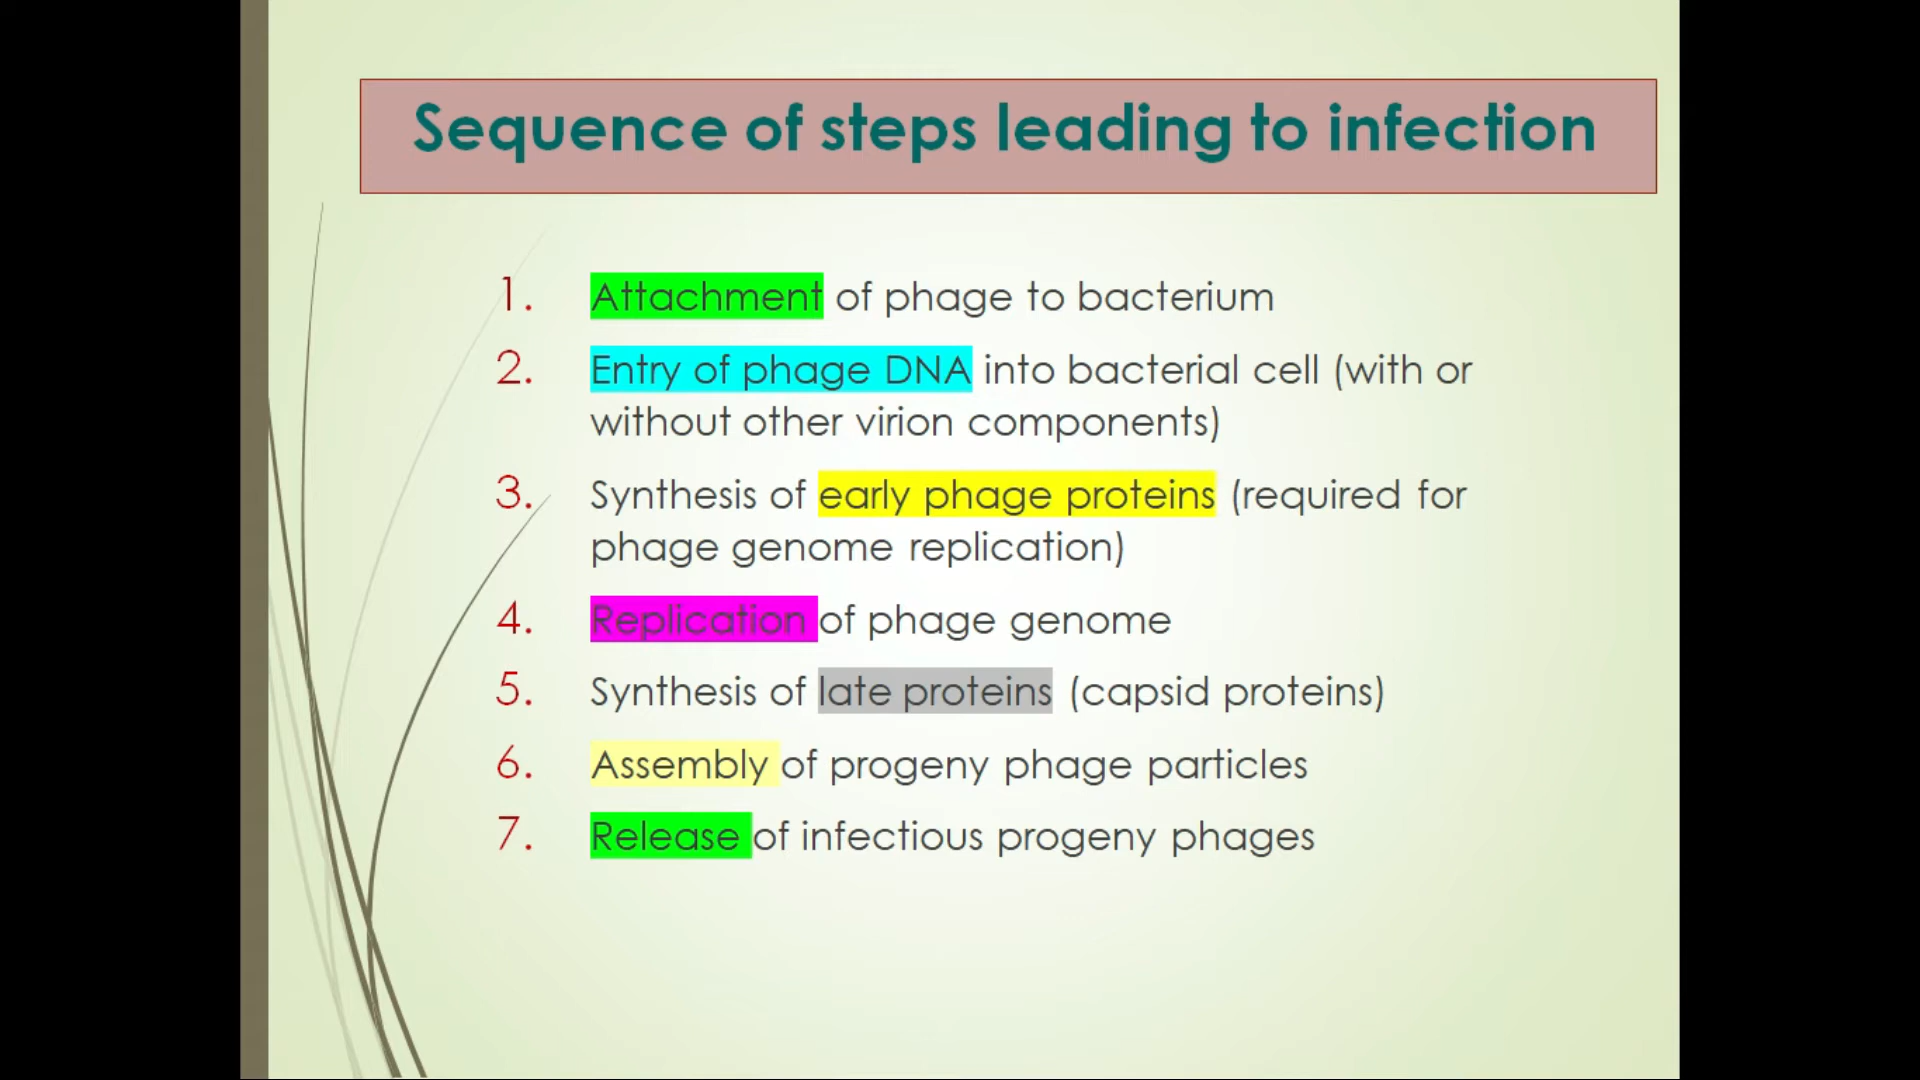 Sequence of steps leading to infection
1. Attachment of phage to bacterium
2. Entry of phage DNA into bacterial cell (with or
without other virion components)
3. Synthesis of early phage proteins (required for
phage genome replication)
4. Replication of phage genome
5. Synthesis of late proteins (capsid proteins)
6. Assembly of progeny phage particles
7. Release of infectious progeny phages